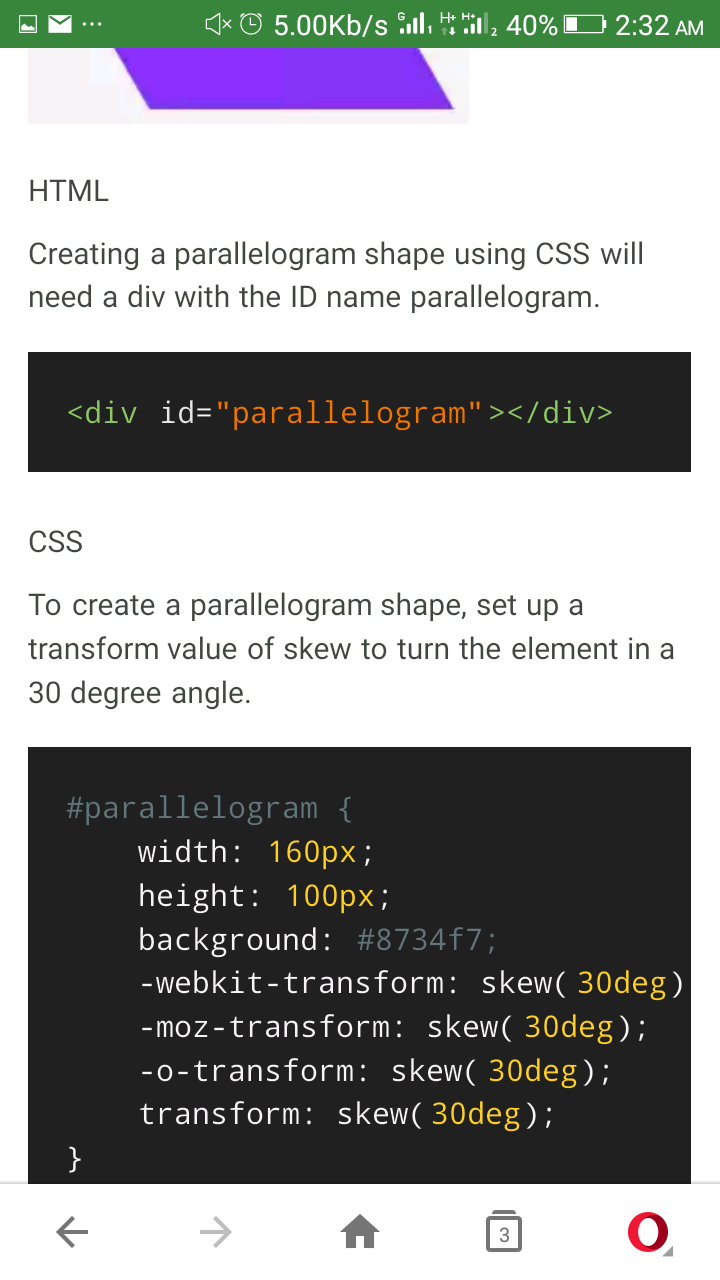 5.00Kb/s G 1 H+ H+ 2 40% 2:32 AM
HTML
Creating a parallelogram shape using CSS will
need a div with the ID name parallelogram.
<div id="parallelogram"></div>
CSS
To create a parallelogram shape, set up a
transform value of skew to turn the element in a
30 degree angle.
#parallelogram {
    width: 160px;
    height: 100px;
    background: #8734f7;
    -webkit-transform: skew(30deg)
    -moz-transform: skew(30deg);
    -o-transform: skew(30deg);
    transform: skew(30deg);
}
3